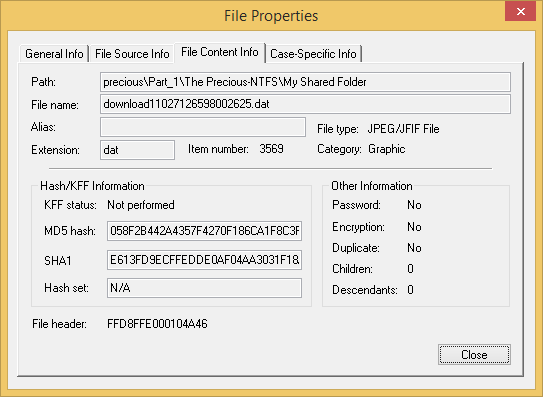 File Properties
General Info File Source Info File Content Info Case-Specific Info
Path: precious\Part_1\The Precious-NTFS\My Shared Folder
File name: download11027126598002625.dat
Alias: File type: JPEG/JFIF File
Extension: dat Item number: 3569 Category: Graphic
Hash/KFF Information
KFF status: Not performed
MD5 hash: 058F2B442A4357F4270F186CA1F8C3F
SHA1 E613FD9ECFFEDDE0AF04AA3031F18
Hash set: N/A
Other Information
Password: No
Encryption: No
Duplicate: No
Children: 0
Descendants: 0
File header: FFD8FFE000104A46
Close